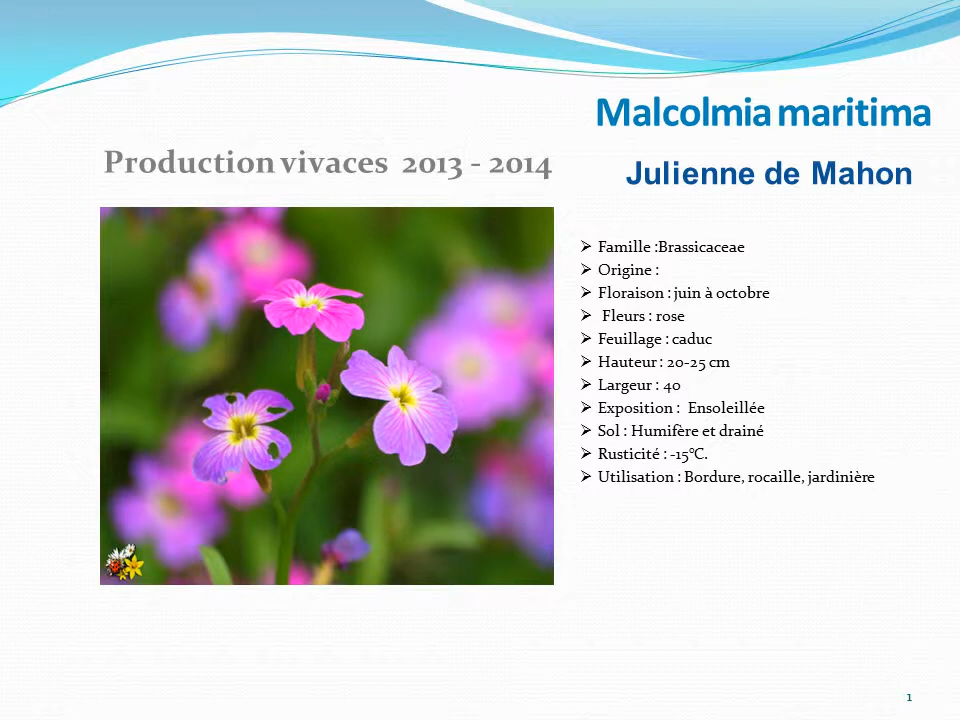 Malcolmia maritima
Production vivaces 2013 - 2014
Julienne de Mahon
Famille :Brassicaceae
Origine :
Floraison : juin à octobre
Fleurs : rose
Feuillage : caduc
Hauteur : 20-25 cm
Largeur : 40
Exposition : Ensoleillée
Sol : Humifère et drainé
Rusticité : -15°C.
Utilisation : Bordure, rocaille, jardinière
1